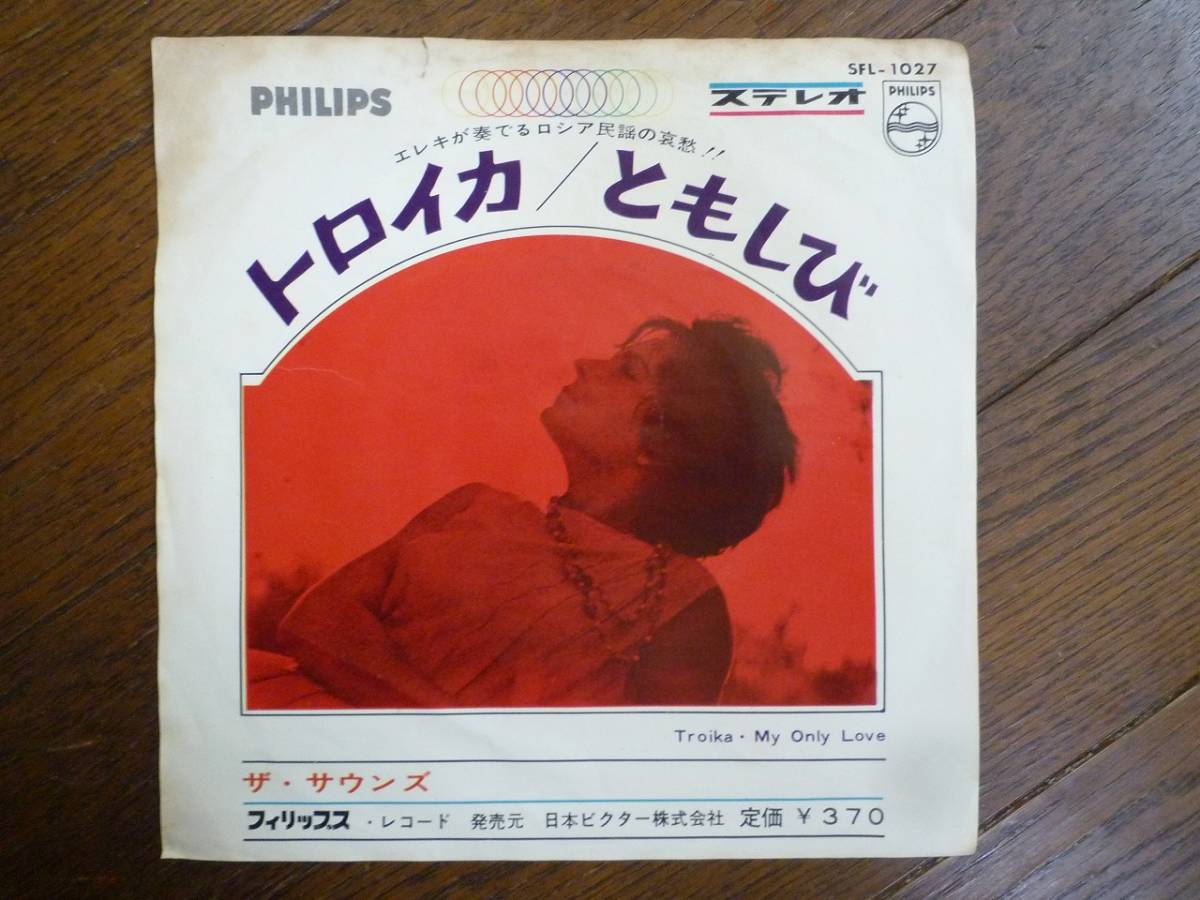 SFL-1027
PHILIPS
ステレオ
PHILIPS
エレキが奏でるロシア民謡の哀愁!!
トロイカ/ともしび
Troika・My Only Love
ザ・サウンズ
フィリップス・レコード 発売元 日本ビクター株式会社 定価 ¥370